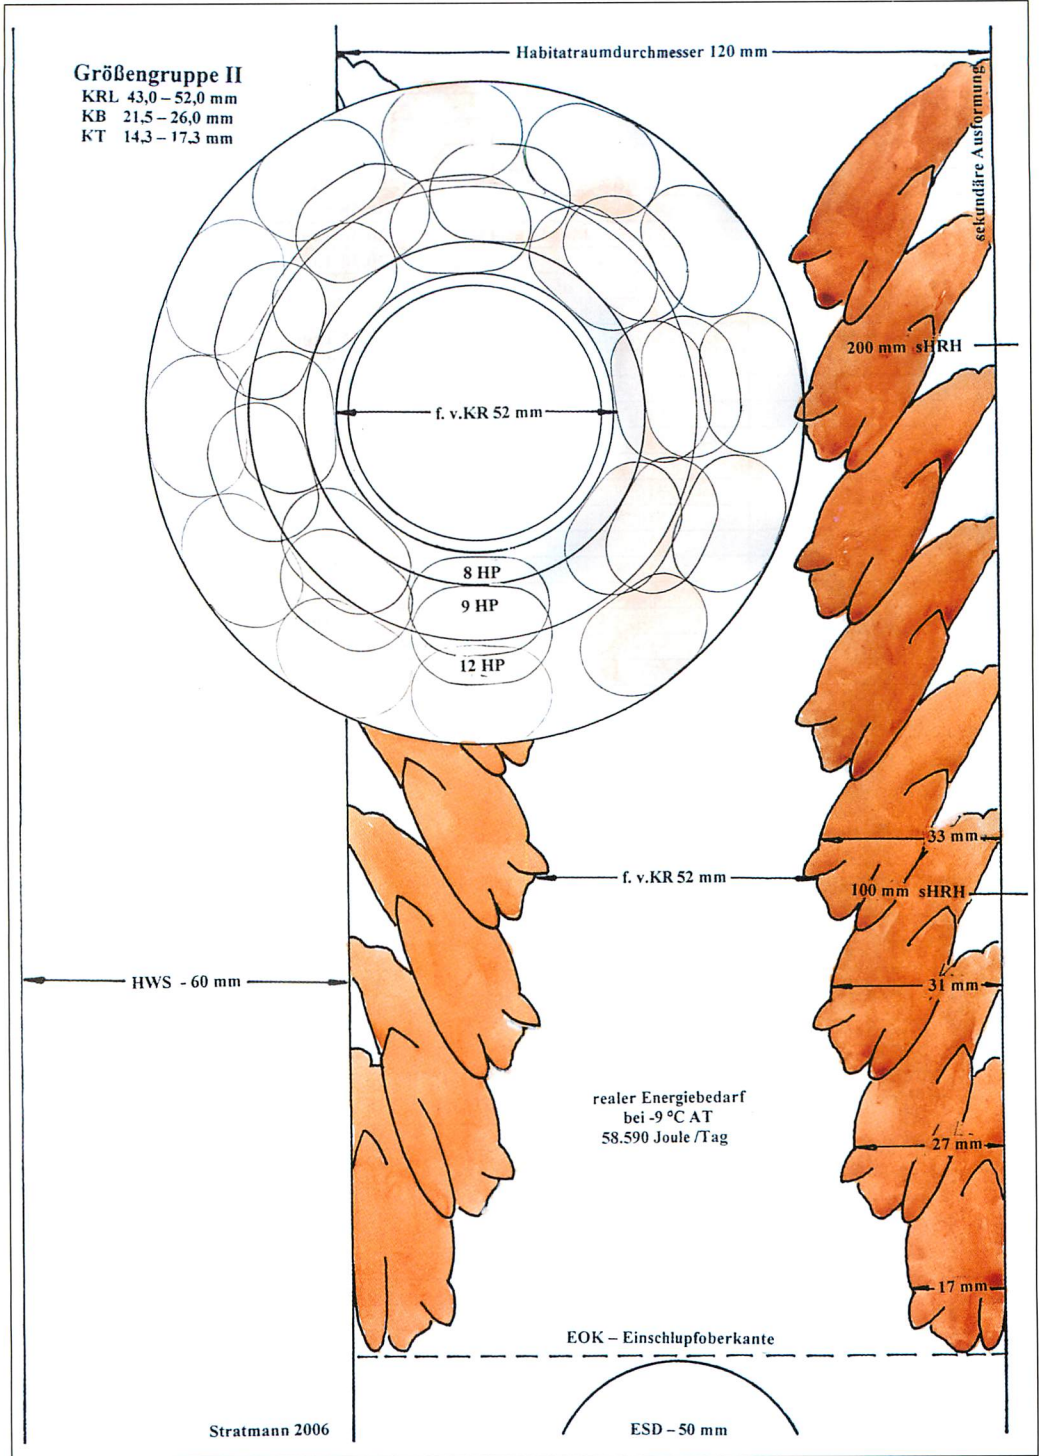 Habitatraumdurchmesser 120 mm
Größengruppe II
KRL 43,0 – 52,0 mm
KB 21,5 – 26,0 mm
KT 14,3 – 17,3 mm
sekundäre Ausformung
200 mm sHRH
f. v.KR 52 mm
8 HP
9 HP
12 HP
33 mm
f. v.KR 52 mm
100 mm sHRH
HWS - 60 mm
31 mm
realer Energiebedarf
bei -9 °C AT
58.590 Joule /Tag
27 mm
17 mm
EOK – Einschlupfoberkante
Stratmann 2006
ESD – 50 mm